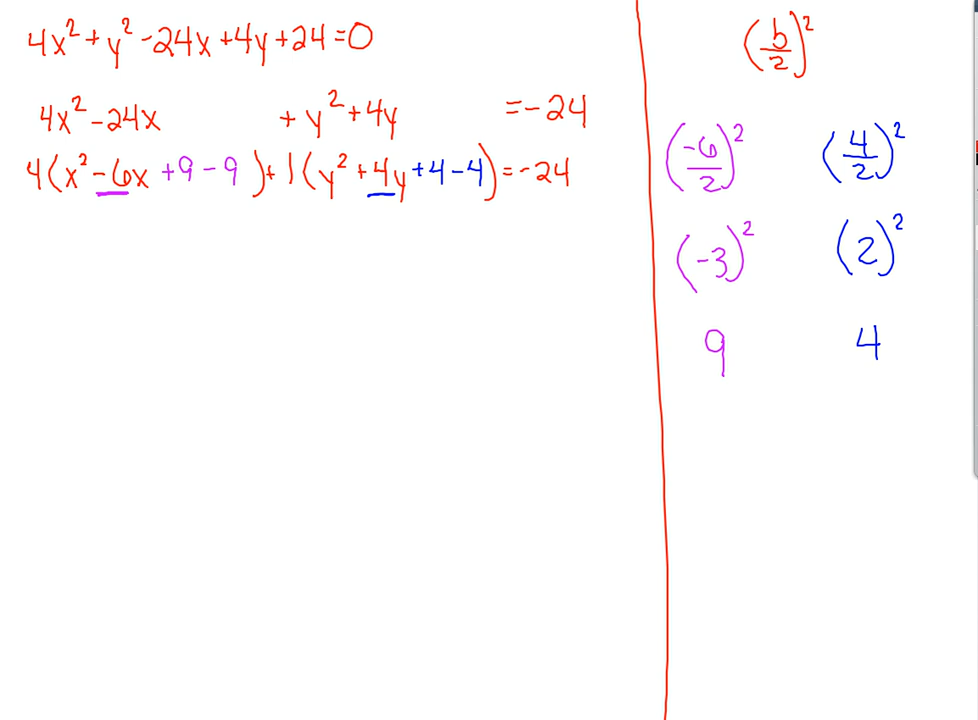 4x² + y² - 24x + 4y + 24 = 0
4x² - 24x + y² + 4y = -24
4(x² - 6x + 9 - 9) + 1(y² + 4y + 4 - 4) = -24
(b/2)²
(-6/2)² (4/2)²
(-3)² (2)²
9 4